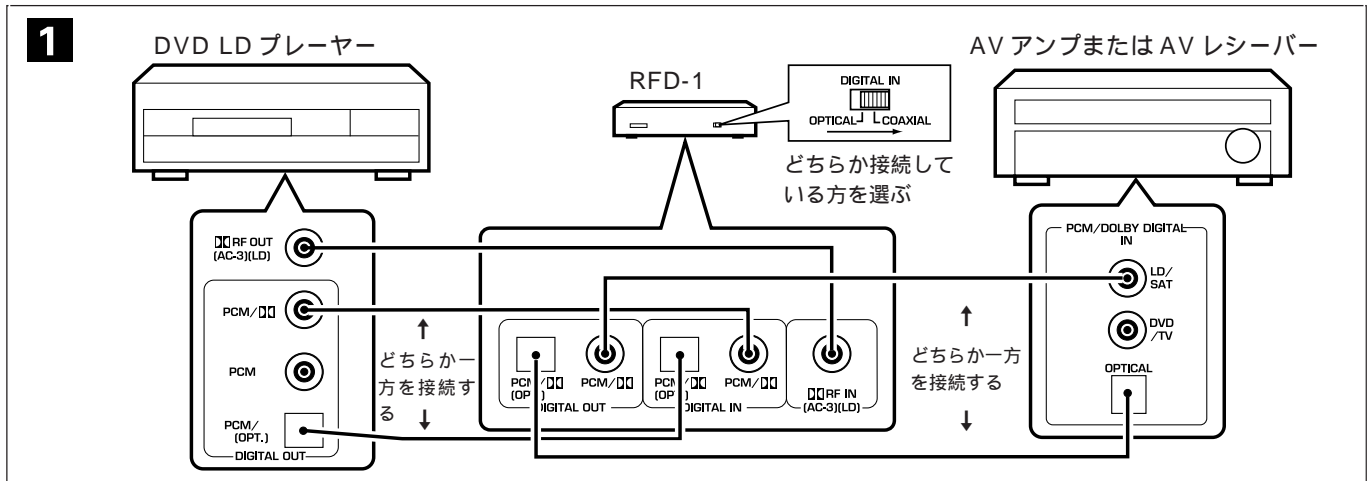 1
DVD LD プレーヤー
RFD-1
DIGITAL IN
OPTICAL
COAXIAL
どちらか接続して
いる方を選ぶ
AV アンプまたは AV レシーバー
RF OUT
(AC-3)(LD)
PCM/
PCM
PCM/
(OPT.)
DIGITAL OUT
↑
どちらか一
方を接続す
る
↓
PCM/
(OP
PCM/
DIGITAL OUT
PCM/
(OP
PCM/
DIGITAL IN
RF IN
(AC-3)(LD)
↑
どちらか一方
を接続する
↓
PCM/DOLBY DIGITAL
IN
LD/
SAT
DVD
/TV
OPTICAL